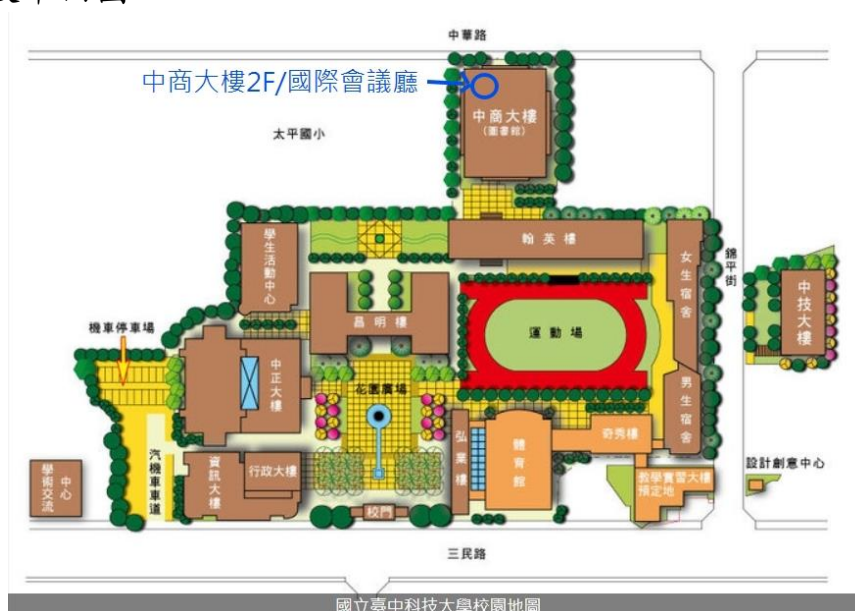 中華路
中商大樓2F/國際會議廳
中商大樓
(圖書館)
太平國小
翰英樓
學生活動中心
女生宿舍
錦平街
中技大樓
昌明樓
運動場
機車停車場
中正大樓
花園廣場
男生宿舍
弘業樓
體育館
奇秀樓
汽機車車道
學術交流
中心
資訊大樓
行政大樓
設計創意中心
教學實習大樓
預定地
校門
三民路
國立臺中科技大學校園地圖